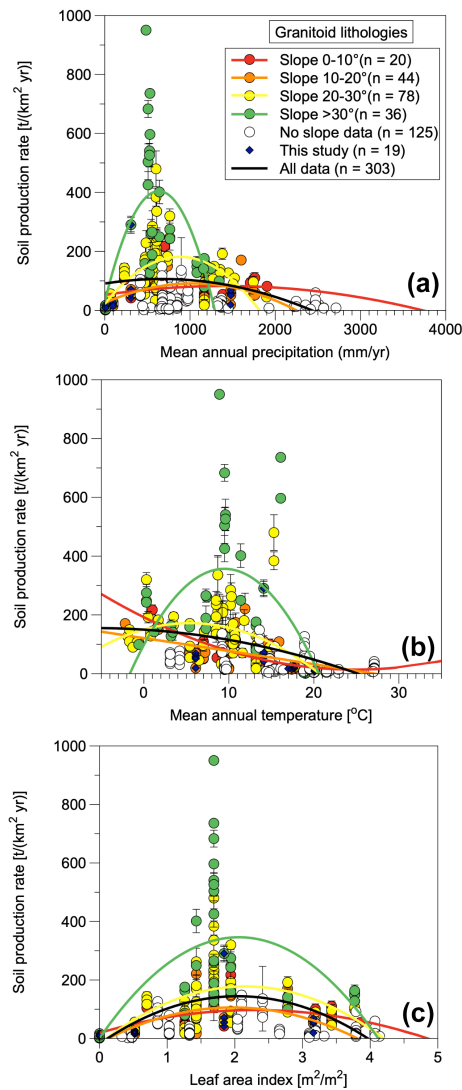 Granitoid lithologies
Slope 0-10°(n = 20)
Slope 10-20°(n = 44)
Slope 20-30°(n = 78)
Slope >30°(n = 36)
No slope data (n = 125)
This study (n = 19)
All data (n = 303)
Soil production rate [t/(km² yr)]
1000
800
600
400
200
0
(a)
0 1000 2000 3000 4000
Mean annual precipitation (mm/yr)
Soil production rate [t/(km² yr)]
1000
800
600
400
200
0
(b)
0 10 20 30
Mean annual temperature [°C]
Soil production rate [t/(km² yr)]
1000
800
600
400
200
0
(c)
0 1 2 3 4 5
Leaf area index [m²/m²]